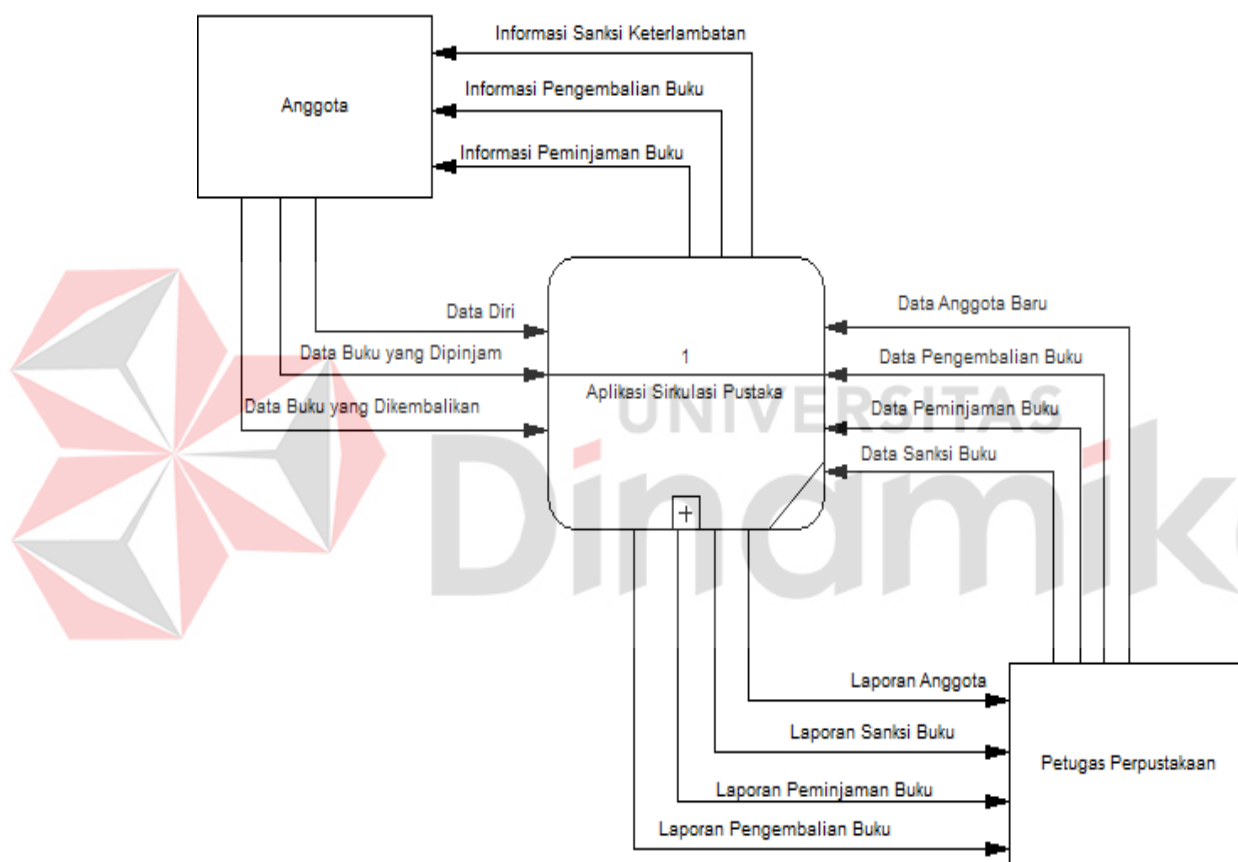 Informasi Sanksi Keterlambatan
Anggota
Informasi Pengembalian Buku
Informasi Peminjaman Buku
Data Diri
Data Anggota Baru
Data Buku yang Dipinjam
1
Data Pengembalian Buku
Aplikasi Sirkulasi Pustaka
Data Buku yang Dikembalikan
Data Peminjaman Buku
UNIVERSITAS
Data Sanksi Buku
Dinamika
+
Laporan Anggota
Laporan Sanksi Buku
Petugas Perpustakaan
Laporan Peminjaman Buku
Laporan Pengembalian Buku